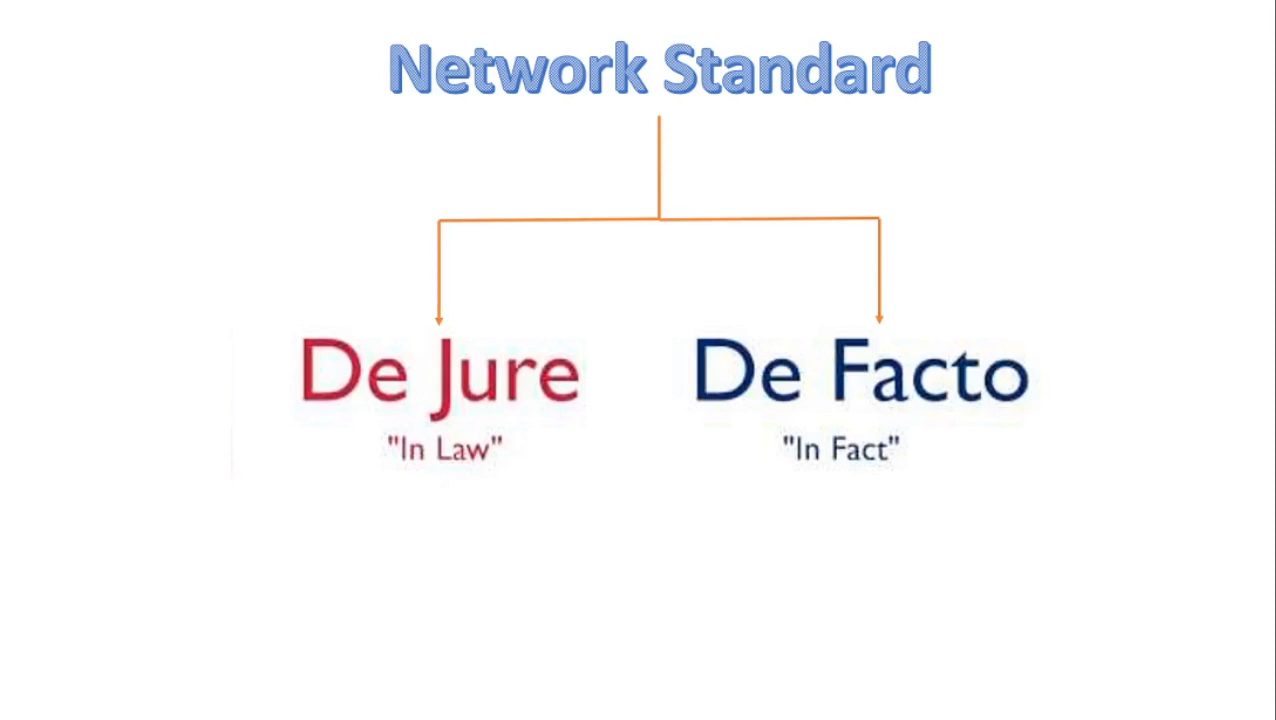 Network Standard
De Jure
"In Law"
De Facto
"In Fact"